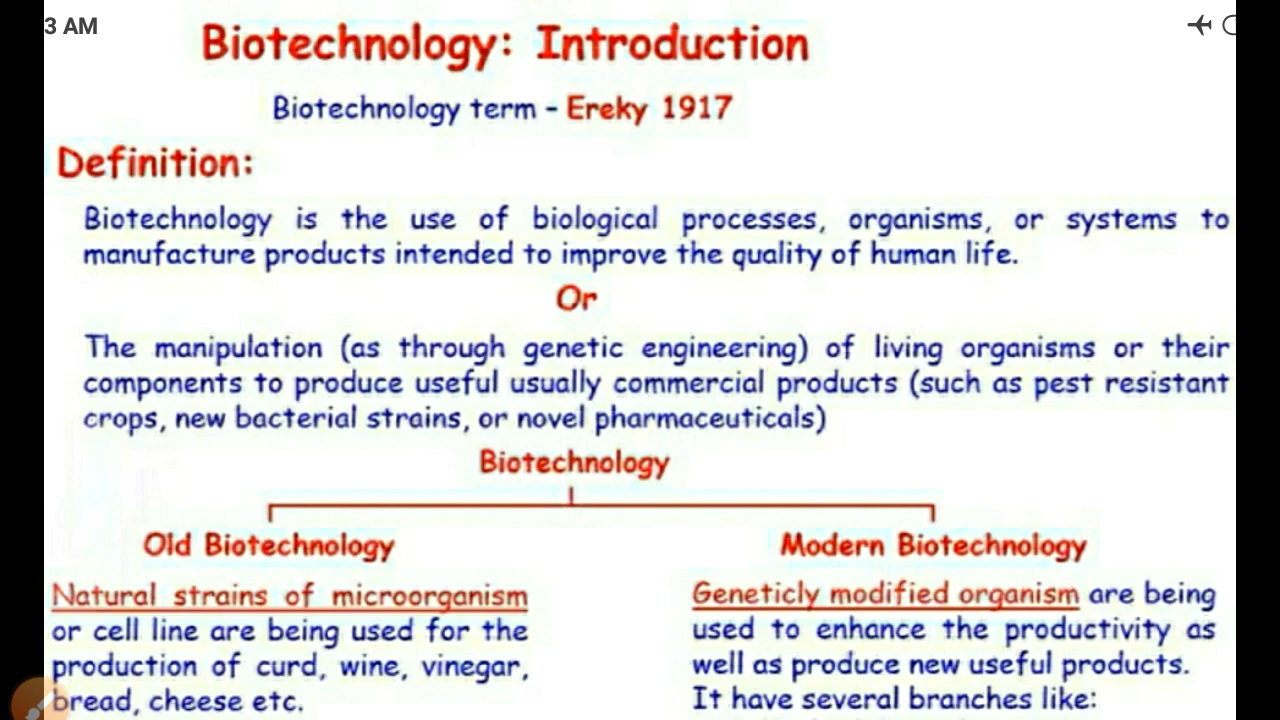 3 AM
Biotechnology: Introduction
Biotechnology term - Ereky 1917
Definition:
Biotechnology is the use of biological processes, organisms, or systems to
manufacture products intended to improve the quality of human life.
Or
The manipulation (as through genetic engineering) of living organisms or their
components to produce useful usually commercial products (such as pest resistant
crops, new bacterial strains, or novel pharmaceuticals)
Biotechnology
Old Biotechnology
Natural strains of microorganism
or cell line are being used for the
production of curd, wine, vinegar,
bread, cheese etc.
Modern Biotechnology
Geneticly modified organism are being
used to enhance the productivity as
well as produce new useful products.
It have several branches like: